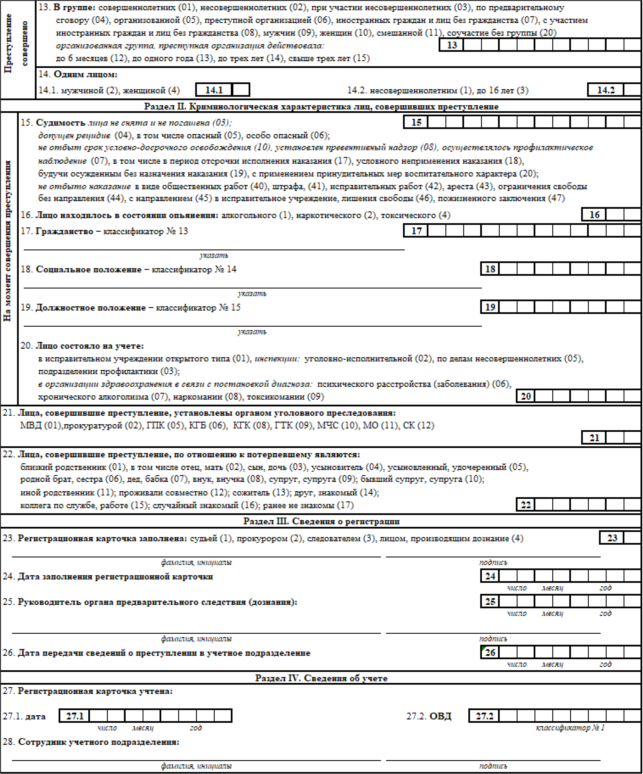 Преступление совершено
13. В группе: совершеннолетних (01), несовершеннолетних (02), при участии несовершеннолетних (03), по предварительному
сговору (04), организованной (05), преступной организацией (06), иностранных граждан и лиц без гражданства (07), с участием
иностранных граждан и лиц без гражданства (08), мужчин (09), женщин (10), смешанной (11), соучастие без группы (20)
организованная группа, преступная организация действовала:
13
до 6 месяцев (12), до одного года (13), до трех лет (14), свыше трех лет (15)
14. Одним лицом:
14.1. мужчиной (2), женщиной (4) 14.1 14.2. несовершеннолетним (1), до 16 лет (3) 14.2
Раздел II. Криминологическая характеристика лиц, совершивших преступление
На момент совершения преступления
15. Судимость лица не снята и не погашена (03); 15
допущен рецидив (04), в том числе опасный (05), особо опасный (06);
не отбыт срок условно-досрочного освобождения (10), установлен превентивный надзор (08), осуществлялось профилактическое
наблюдение (07), в том числе в период отсрочки исполнения наказания (17), условного неприменения наказания (18),
будучи осужденным без назначения наказания (19), с применением принудительных мер воспитательного характера (20);
не отбыто наказание в виде общественных работ (40), штрафа, (41), исправительных работ (42), ареста (43), ограничения свободы
без направления (44), с направлением (45) в исправительное учреждение, лишения свободы (46), пожизненного заключения (47)
16. Лицо находилось в состоянии опьянения: алкогольного (1), наркотического (2), токсического (4) 16
17. Гражданство – классификатор № 13 17
указать
18. Социальное положение – классификатор № 14 18
указать
19. Должностное положение – классификатор № 15 19
указать
20. Лицо состояло на учете:
в исправительном учреждении открытого типа (01), инспекции: уголовно-исполнительной (02), по делам несовершеннолетних (05),
подразделении профилактики (03);
в организации здравоохранения в связи с постановкой диагноза: психического расстройства (заболевания) (06),
хронического алкоголизма (07), наркомании (08), токсикомании (09) 20
21. Лица, совершившие преступление, установлены органом уголовного преследования:
МВД (01),прокуратурой (02), ГПК (05), КГБ (06), КГК (08), ГТК (09), МЧС (10), МО (11), СК (12)
21
22. Лица, совершившие преступление, по отношению к потерпевшему являются:
близкий родственник (01), в том числе отец, мать (02), сын, дочь (03), усыновитель (04), усыновленный, удочеренный (05),
родной брат, сестра (06), дед, бабка (07), внук, внучка (08), супруг, супруга (09); бывший супруг, супруга (10);
иной родственник (11); проживали совместно (12); сожитель (13); друг, знакомый (14);
коллега по службе, работе (15); случайный знакомый (16); ранее не знакомы (17) 22
Раздел III. Сведения о регистрации
23. Регистрационная карточка заполнена: судьей (1), прокурором (2), следователем (3), лицом, производящим дознание (4) 23
фамилия, инициалы подпись
24. Дата заполнения регистрационной карточки 24
число месяц год
25. Руководитель органа предварительного следствия (дознания): 25
число месяц год
фамилия, инициалы подпись
26. Дата передачи сведений о преступлении в учетное подразделение 26
число месяц год
Раздел IV. Сведения об учете
27. Регистрационная карточка учтена:
27.1. дата 27.1 27.2. ОВД 27.2
число месяц год классификатор № 1
28. Сотрудник учетного подразделения:
фамилия, инициалы подпись